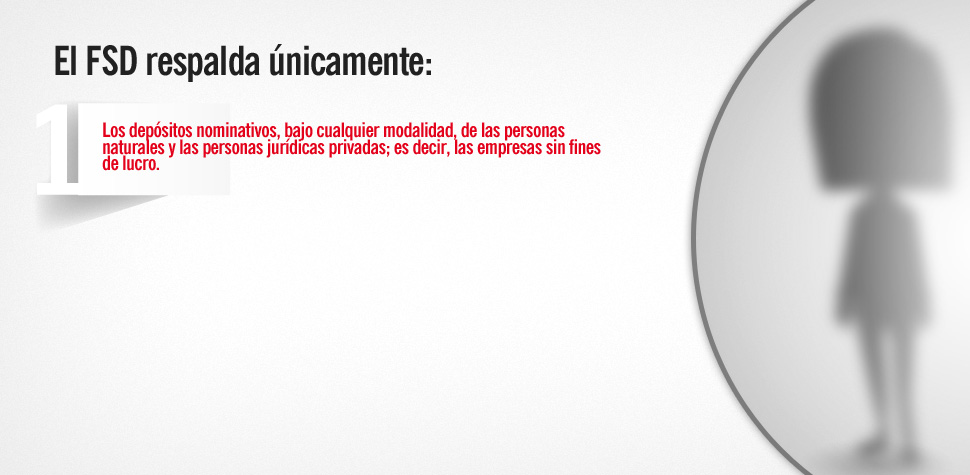 El FSD respalda únicamente:
1
Los depósitos nominativos, bajo cualquier modalidad, de las personas
naturales y las personas jurídicas privadas; es decir, las empresas sin fines
de lucro.